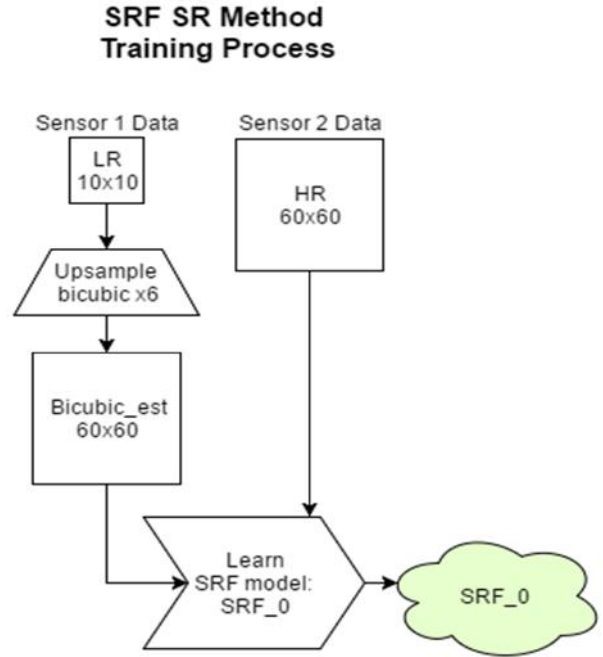 SRF SR Method
Training Process
Sensor 1 Data
LR
10x10
Upsample
bicubic x6
Bicubic_est
60x60
Sensor 2 Data
HR
60x60
Learn
SRF model:
SRF_0
SRF_0